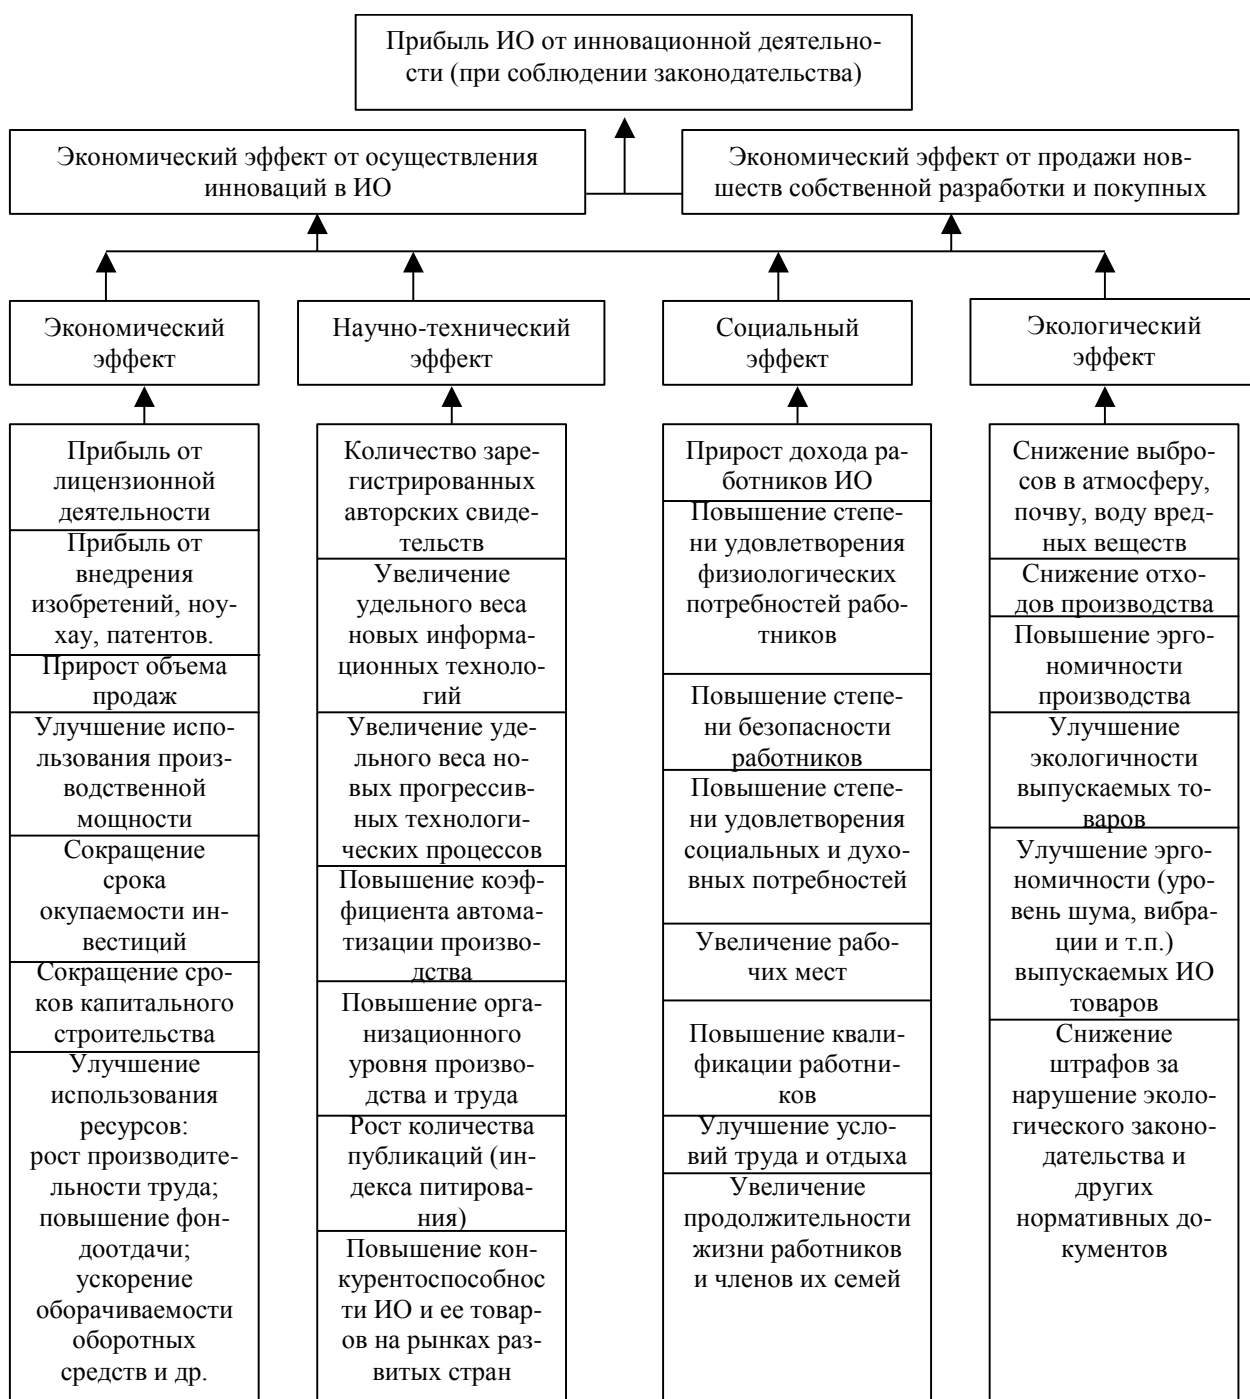 Прибыль ИО от инновационной деятельно-
сти (при соблюдении законодательства)
Экономический эффект от осуществления
инноваций в ИО
Экономический эффект от продажи нов-
шеств собственной разработки и покупных
Экономический
эффект
Научно-технический
эффект
Социальный
эффект
Экологический
эффект
Прибыль от
лицензионной
деятельности
Прибыль от
внедрения
изобретений, ноу-
хау, патентов.
Прирост объема
продаж
Улучшение испо-
льзования произ-
водственной
мощности
Сокращение
срока
окупаемости ин-
вестиций
Сокращение сро-
ков капитального
строительства
Улучшение
использования
ресурсов:
рост производите-
льности труда;
повышение фон-
доотдачи;
ускорение
оборачиваемости
оборотных
средств и др.
Количество заре-
гистрированных
авторских свиде-
тельств
Увеличение
удельного веса
новых информа-
ционных техноло-
гий
Увеличение уде-
льного веса но-
вых прогрессив-
ных технологи-
ческих процессов
Повышение коэф-
фициента автома-
тизации произво-
дства
Повышение орга-
низационного
уровня произво-
дства и труда
Рост количества
публикаций (ин-
декса питирова-
ния)
Повышение кон-
курентоспособнос
ти ИО и ее товар-
ов на рынках раз-
витых стран
Прирост дохода ра-
ботников ИО
Повышение степе-
ни удовлетворения
физиологических
потребностей рабо-
тников
Повышение степе-
ни безопасности
работников
Повышение степе-
ни удовлетворения
социальных и духо-
вных потребностей
Увеличение рабо-
чих мест
Повышение квали-
фикации работни-
ков
Улучшение усло-
вий труда и отдыха
Увеличение
продолжительности
жизни работников
и членов их семей
Снижение выбро-
сов в атмосферу,
почву, воду вред-
ных веществ
Снижение отхо-
дов производства
Повышение эрго-
номичности
производства
Улучшение
экологичности
выпускаемых то-
варов
Улучшение эрго-
номичности (уро-
вень шума, вибра-
ции и т.п.)
выпускаемых ИО
товаров
Снижение
штрафов за
нарушение эколо-
гического законо-
дательства и
других
нормативных до-
кументов